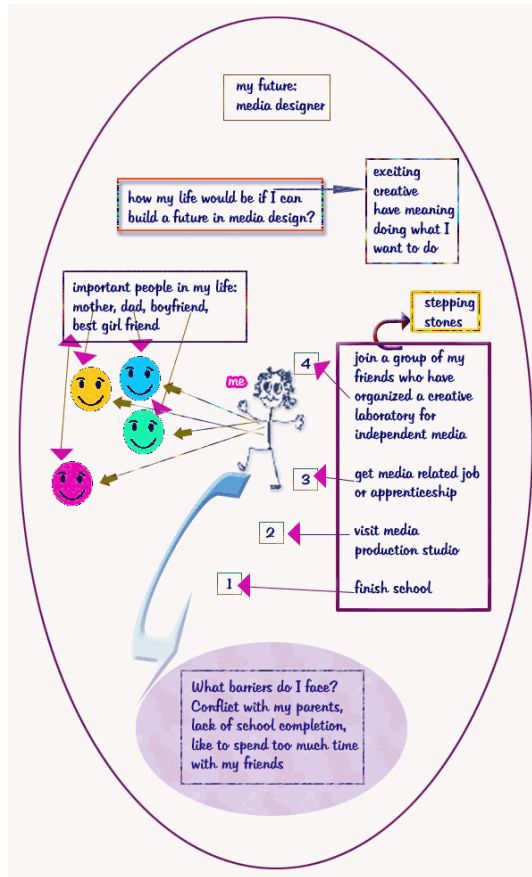 my future:
media designer
how my life would be if I can
build a future in media design?
exciting
creative
have meaning
doing what I
want to do
important people in my life:
mother, dad, boyfriend,
best girl friend
stepping
stones
me
4
join a group of my
friends who have
organized a creative
laboratory for
independent media
3
get media related job
or apprenticeship
2
visit media
production studio
1
finish school
What barriers do I face?
Conflict with my parents,
lack of school completion,
like to spend too much time
with my friends